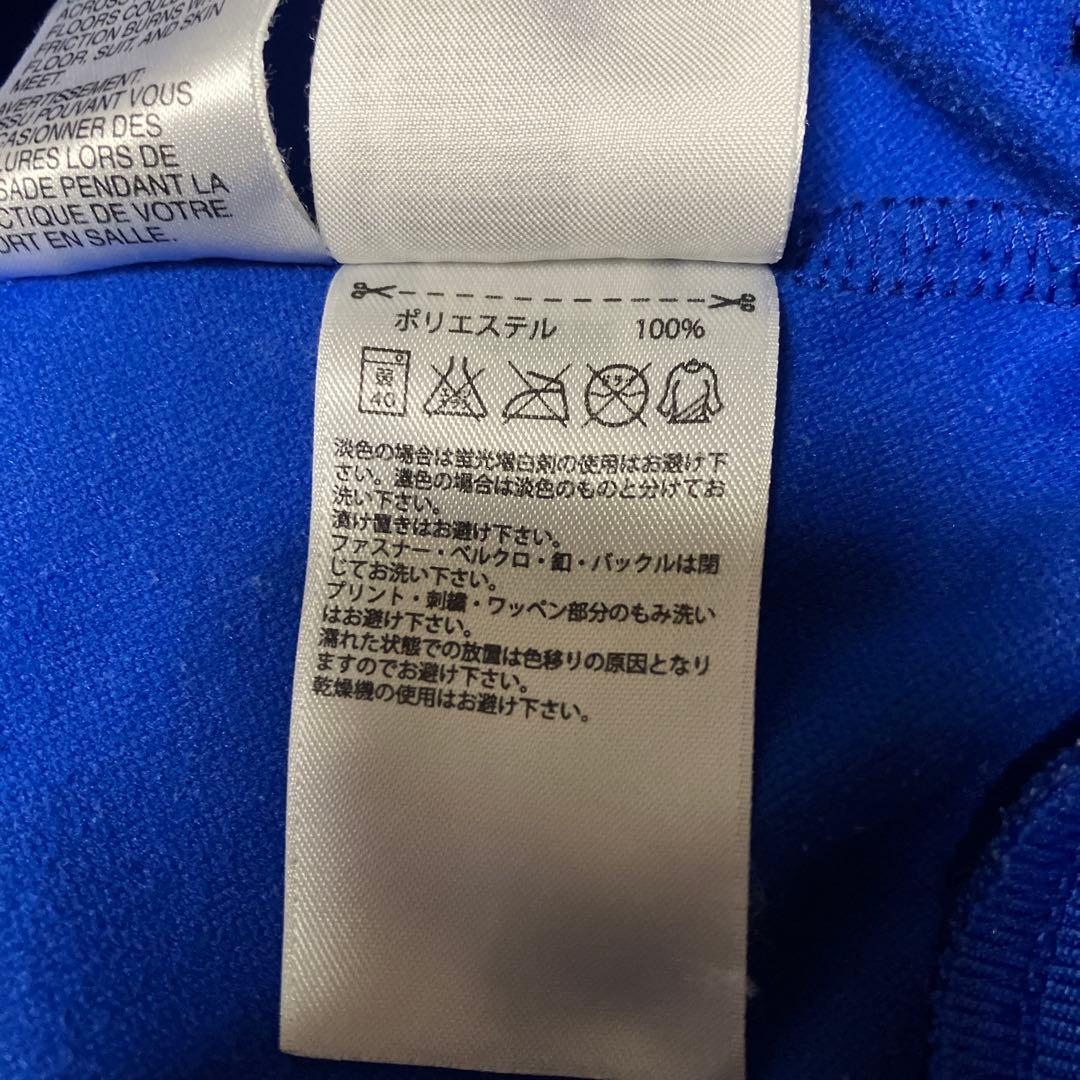 ACROSS
FLOORS COULD
FRICTION BURNS
FLOOR, SUIT, AND SKIN
MEET.
AVERTISSEMENT:
SSU POUVANT VOUS
CASIONNER DES
LURES LORS DE
SADE PENDANT LA
CTIQUE DE VOTRE
ORT EN SALLE.
ポリエステル 100%
弱
40
淡色の場合は蛍光増白剤の使用はお避け下
さい。濃色の場合は淡色のものと分けてお
洗い下さい。
漬け置きはお避け下さい。
ファスナー・ベルクロ・釦・バックルは閉
じてお洗い下さい。
プリント・刺繍・ワッペン部分のもみ洗い
はお避け下さい。
濡れた状態での放置は色移りの原因となり
ますのでお避け下さい。
乾燥機の使用はお避け下さい。